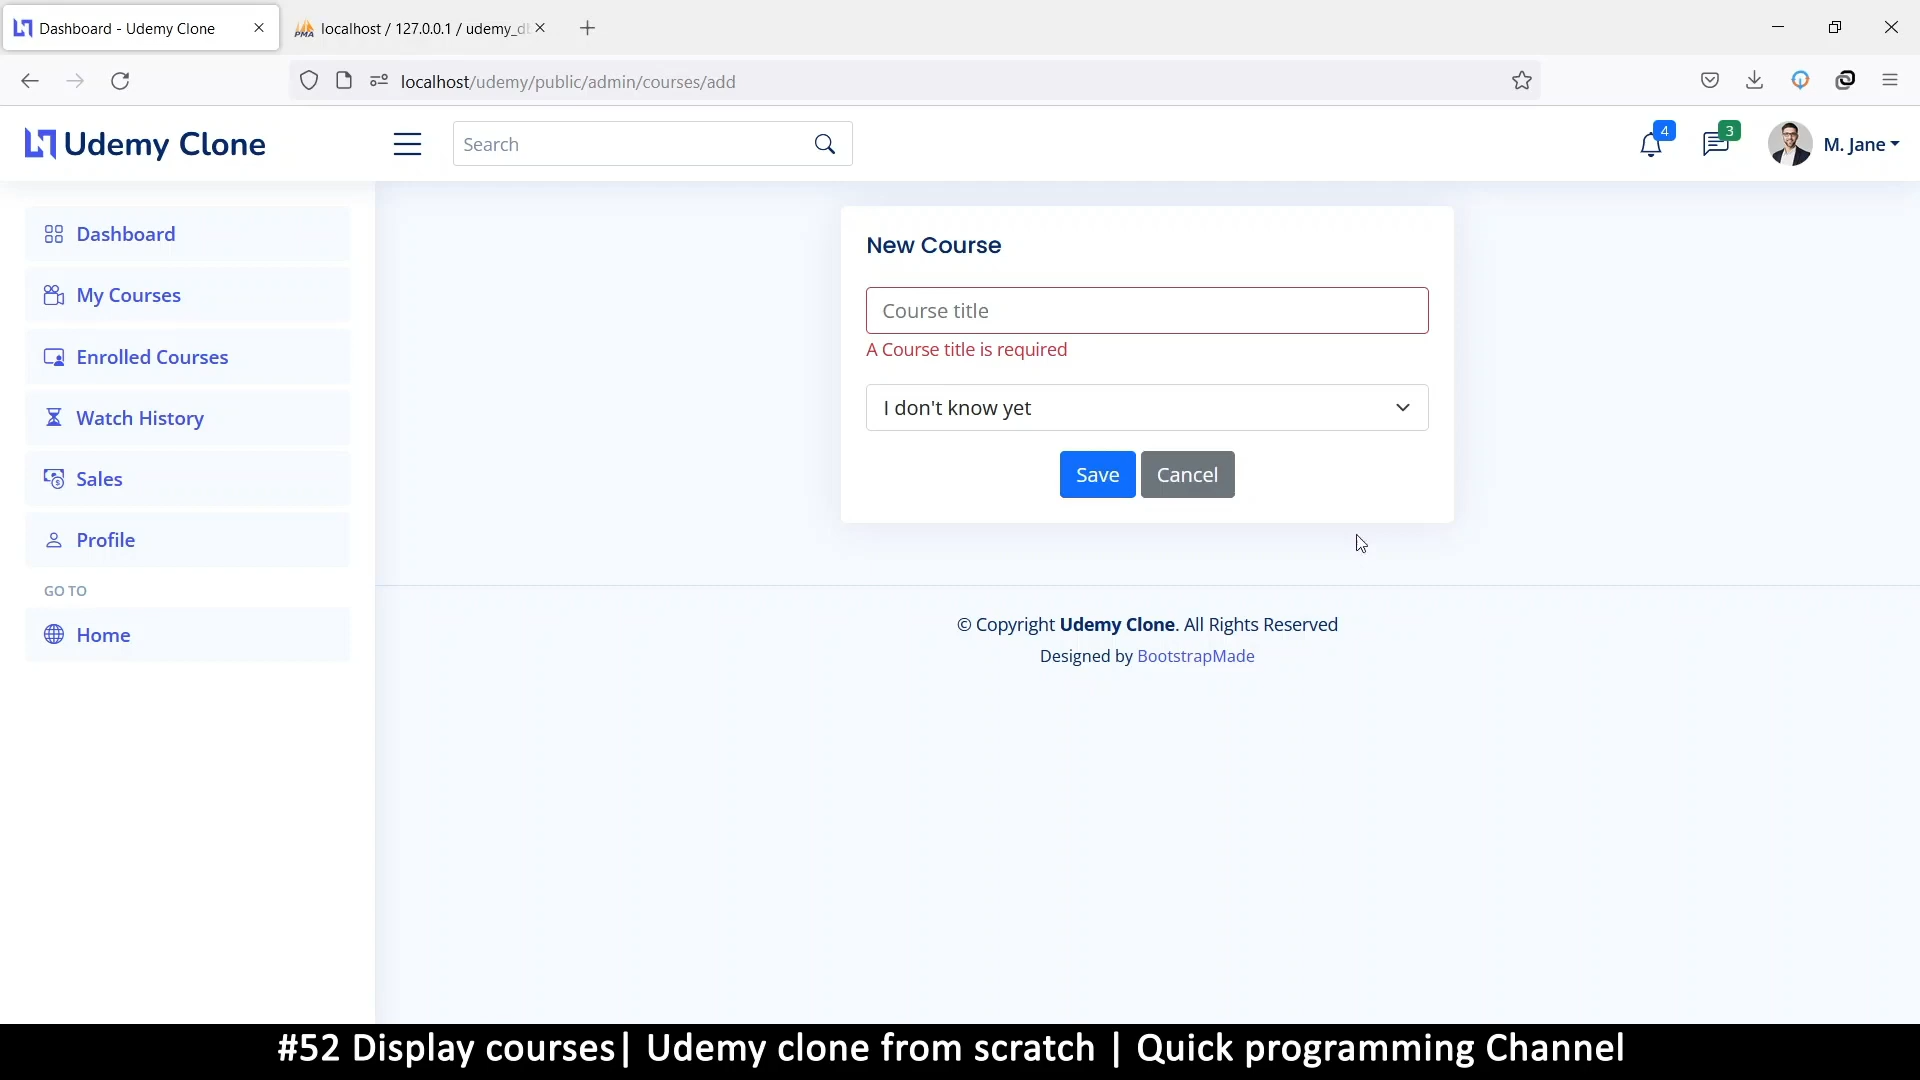 Dashboard - Udemy Clone
localhost / 127.0.0.1 / udemy_d
localhost/udemy/public/admin/courses/add
Udemy Clone
Search
4
3
M. Jane
Dashboard
My Courses
Enrolled Courses
Watch History
Sales
Profile
GO TO
Home
New Course
Course title
A Course title is required
I don't know yet
Save Cancel
© Copyright Udemy Clone. All Rights Reserved
Designed by BootstrapMade
#52 Display courses| Udemy clone from scratch | Quick programming Channel